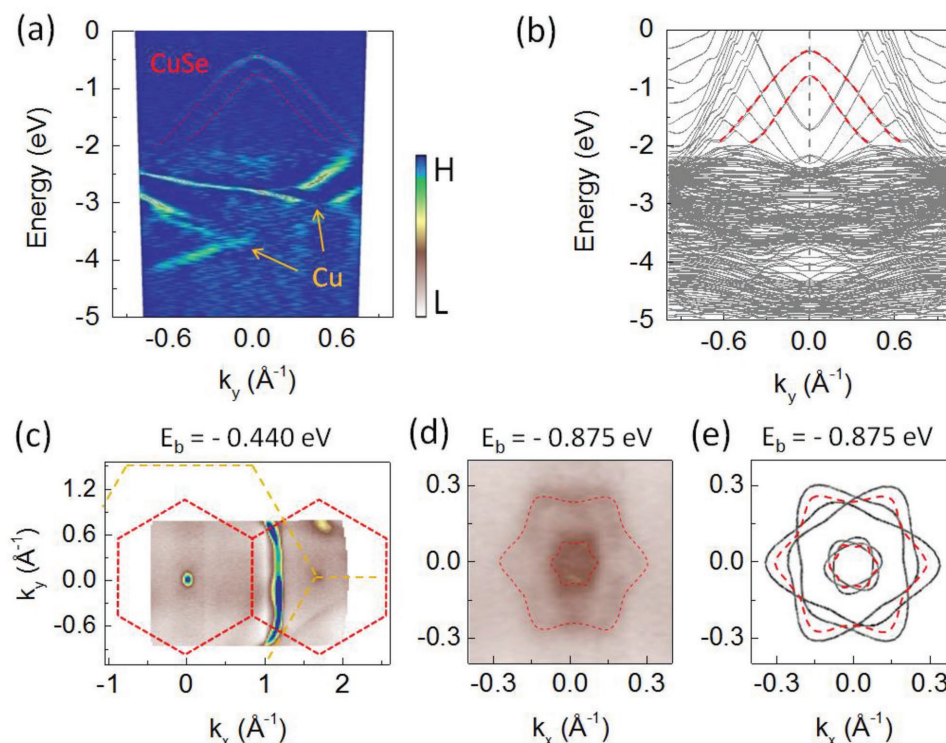 (a)
0
-1
-2
-3
-4
-5
Energy (eV)
CuSe
Cu
-0.6 0.0 0.6
k_y (Å⁻¹)
H
L
(b)
0
-1
-2
-3
-4
-5
Energy (eV)
-0.6 0.0 0.6
k_y (Å⁻¹)
(c)
E_b = - 0.440 eV
1.2
0.6
0.0
-0.6
k_y (Å⁻¹)
0 1 2
k_x (Å⁻¹)
(d)
E_b = - 0.875 eV
0.3
0.0
-0.3
-0.3 0.0 0.3
k_x (Å⁻¹)
(e)
E_b = - 0.875 eV
0.3
0.0
-0.3
-0.3 0.0 0.3
k_x (Å⁻¹)